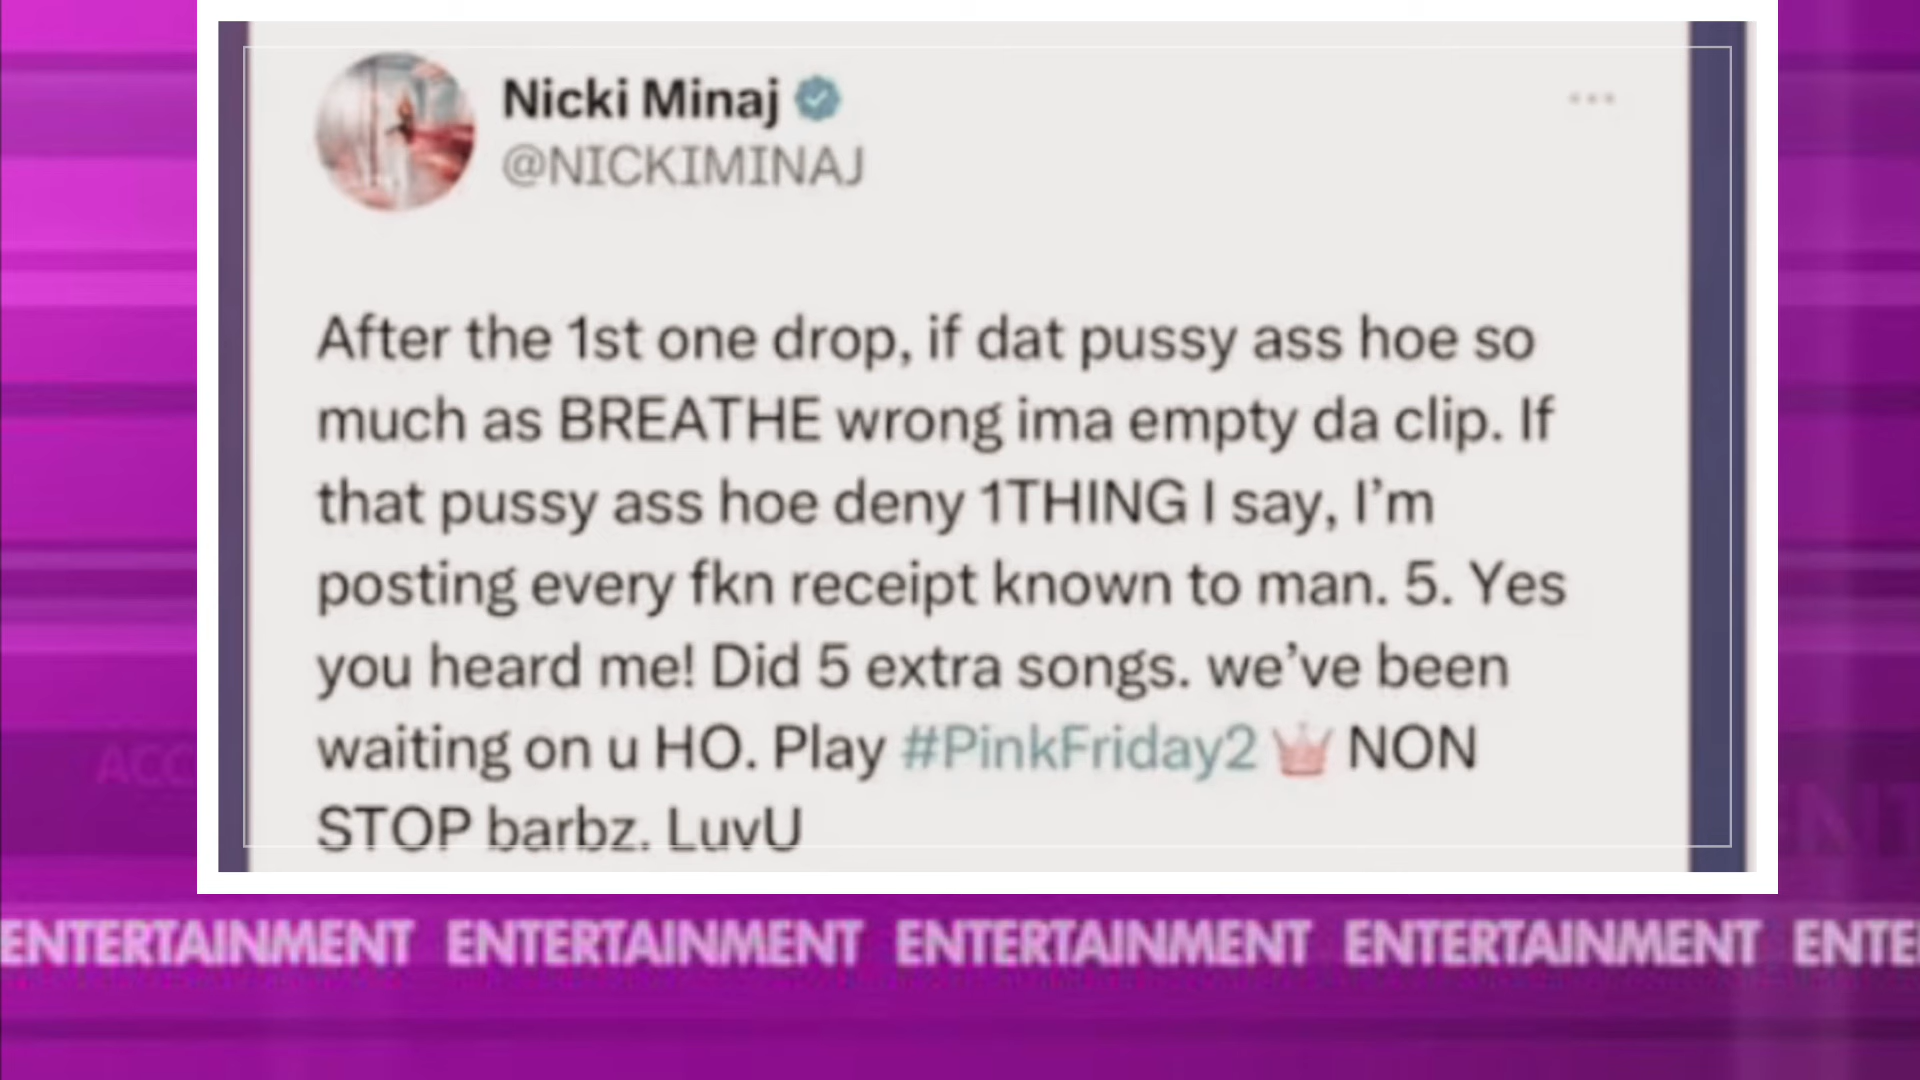 Nicki Minaj
@NICKIMINAJ
After the 1st one drop, if dat pussy ass hoe so
much as BREATHE wrong ima empty da clip. If
that pussy ass hoe deny 1THING I say, I'm
posting every fkn receipt known to man. 5. Yes
you heard me! Did 5 extra songs. we've been
waiting on u HO. Play #PinkFriday2 👑 NON
STOP barbz. LuvU
ACC
ENT
ENTERTAINMENT ENTERTAINMENT ENTERTAINMENT ENTERTAINMENT ENTE